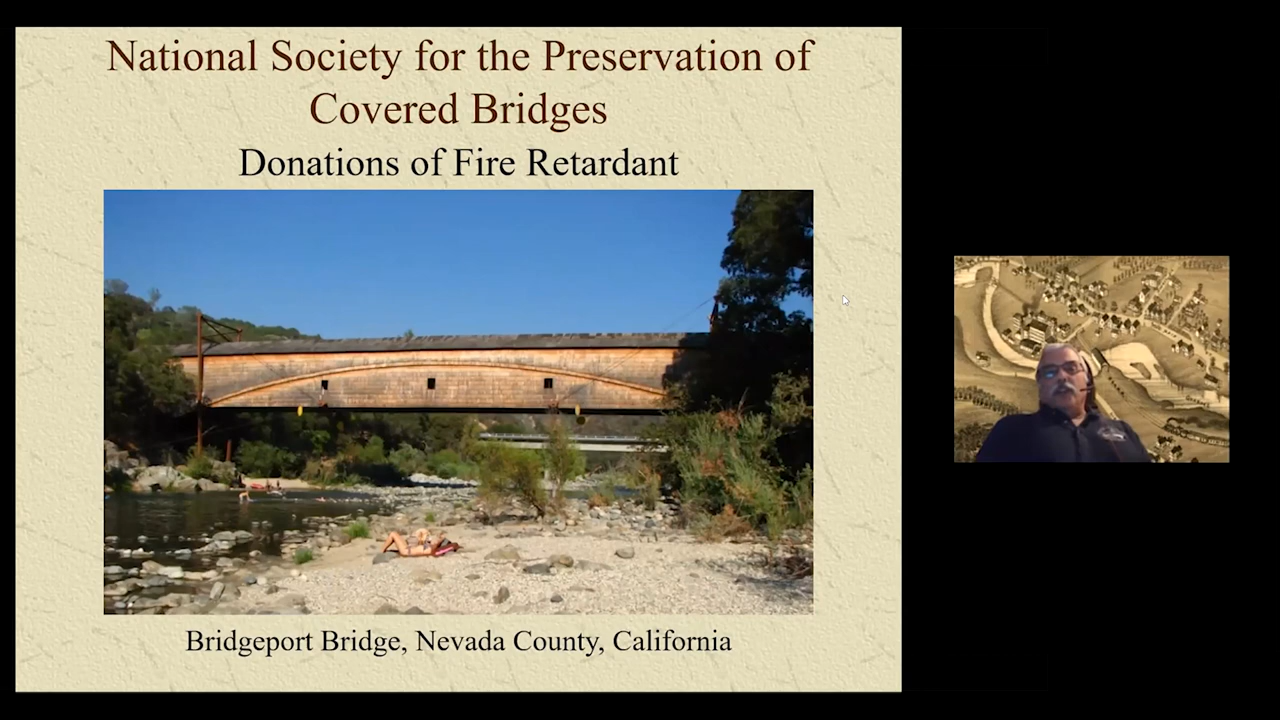 National Society for the Preservation of
Covered Bridges
Donations of Fire Retardant
Bridgeport Bridge, Nevada County, California